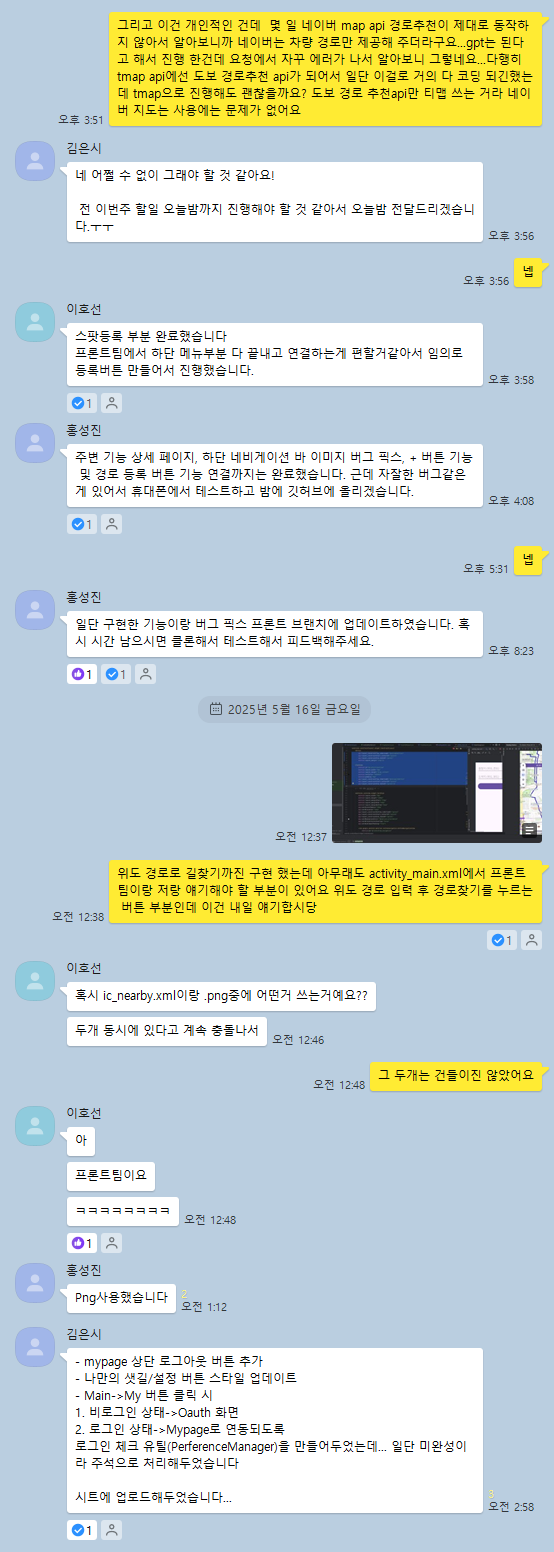 그리고 이건 개인적인 건데  몇 일 네이버 map api 경로추천이 제대로 동작하
지 않아서 알아보니까 네이버는 차량 경로만 제공해 주더라구요...gpt는 된다
고 해서 진행 한건데 요청에서 자꾸 에러가 나서 알아보니 그렇네요...다행히
tmap api에선 도보 경로추천 api가 되어서 일단 이걸로 거의 다 코딩 되긴했는
데 tmap으로 진행해도 괜찮을까요? 도보 경로 추천api만 티맵 쓰는 거라 네이
버 지도는 사용에는 문제가 없어요
오후 3:51
김은시
네 어쩔 수 없이 그래야 할 것 같아요!
전 이번주 할일 오늘밤까지 진행해야 할 것 같아서 오늘밤 전달드리겠습니
다.ㅜㅜ
오후 3:56
넵
오후 3:56
이호선
스팟등록 부분 완료했습니다
프론트팀에서 하단 메뉴부분 다 끝내고 연결하는게 편할거같아서 임의로
등록버튼 만들어서 진행했습니다.
오후 3:58
1
홍성진
주변 기능 상세 페이지, 하단 네비게이션 바 이미지 버그 픽스, + 버튼 기능
및 경로 등록 버튼 기능 연결까지는 완료했습니다. 근데 자잘한 버그같은
게 있어서 휴대폰에서 테스트하고 밤에 깃허브에 올리겠습니다.
오후 4:08
1
넵
오후 5:31
홍성진
일단 구현한 기능이랑 버그 픽스 프론트 브랜치에 업데이트하였습니다. 혹
시 시간 남으시면 클론해서 테스트해서 피드백해주세요.
오후 8:23
1 1
2025년 5월 16일 금요일
오전 12:37
위도 경로로 길찾기까진 구현 했는데 아무래도 activity_main.xml에서 프론트
팀이랑 저랑 얘기해야 할 부분이 있어요 위도 경로 입력 후 경로찾기를 누르는
버튼 부분인데 이건 내일 얘기합시당
오전 12:38
1
이호선
혹시 ic_nearby.xml이랑 .png중에 어떤거 쓰는거예요??
두개 동시에 있다고 계속 충돌나서
오전 12:46
그 두개는 건들이진 않았어요
오전 12:48
이호선
아
프론트팀이요
ㅋㅋㅋㅋㅋㅋㅋㅋ
오전 12:48
1
홍성진
Png사용했습니다
2
오전 1:12
김은시
- mypage 상단 로그아웃 버튼 추가
- 나만의 샛길/설정 버튼 스타일 업데이트
- Main->My 버튼 클릭 시
1. 비로그인 상태->Oauth 화면
2. 로그인 상태->Mypage로 연동되도록
로그인 체크 유틸(PerferenceManager)을 만들어두었는데... 일단 미완성이
라 주석으로 처리해두었습니다
시트에 업로드해두었습니다...
3
오후 2:58
1